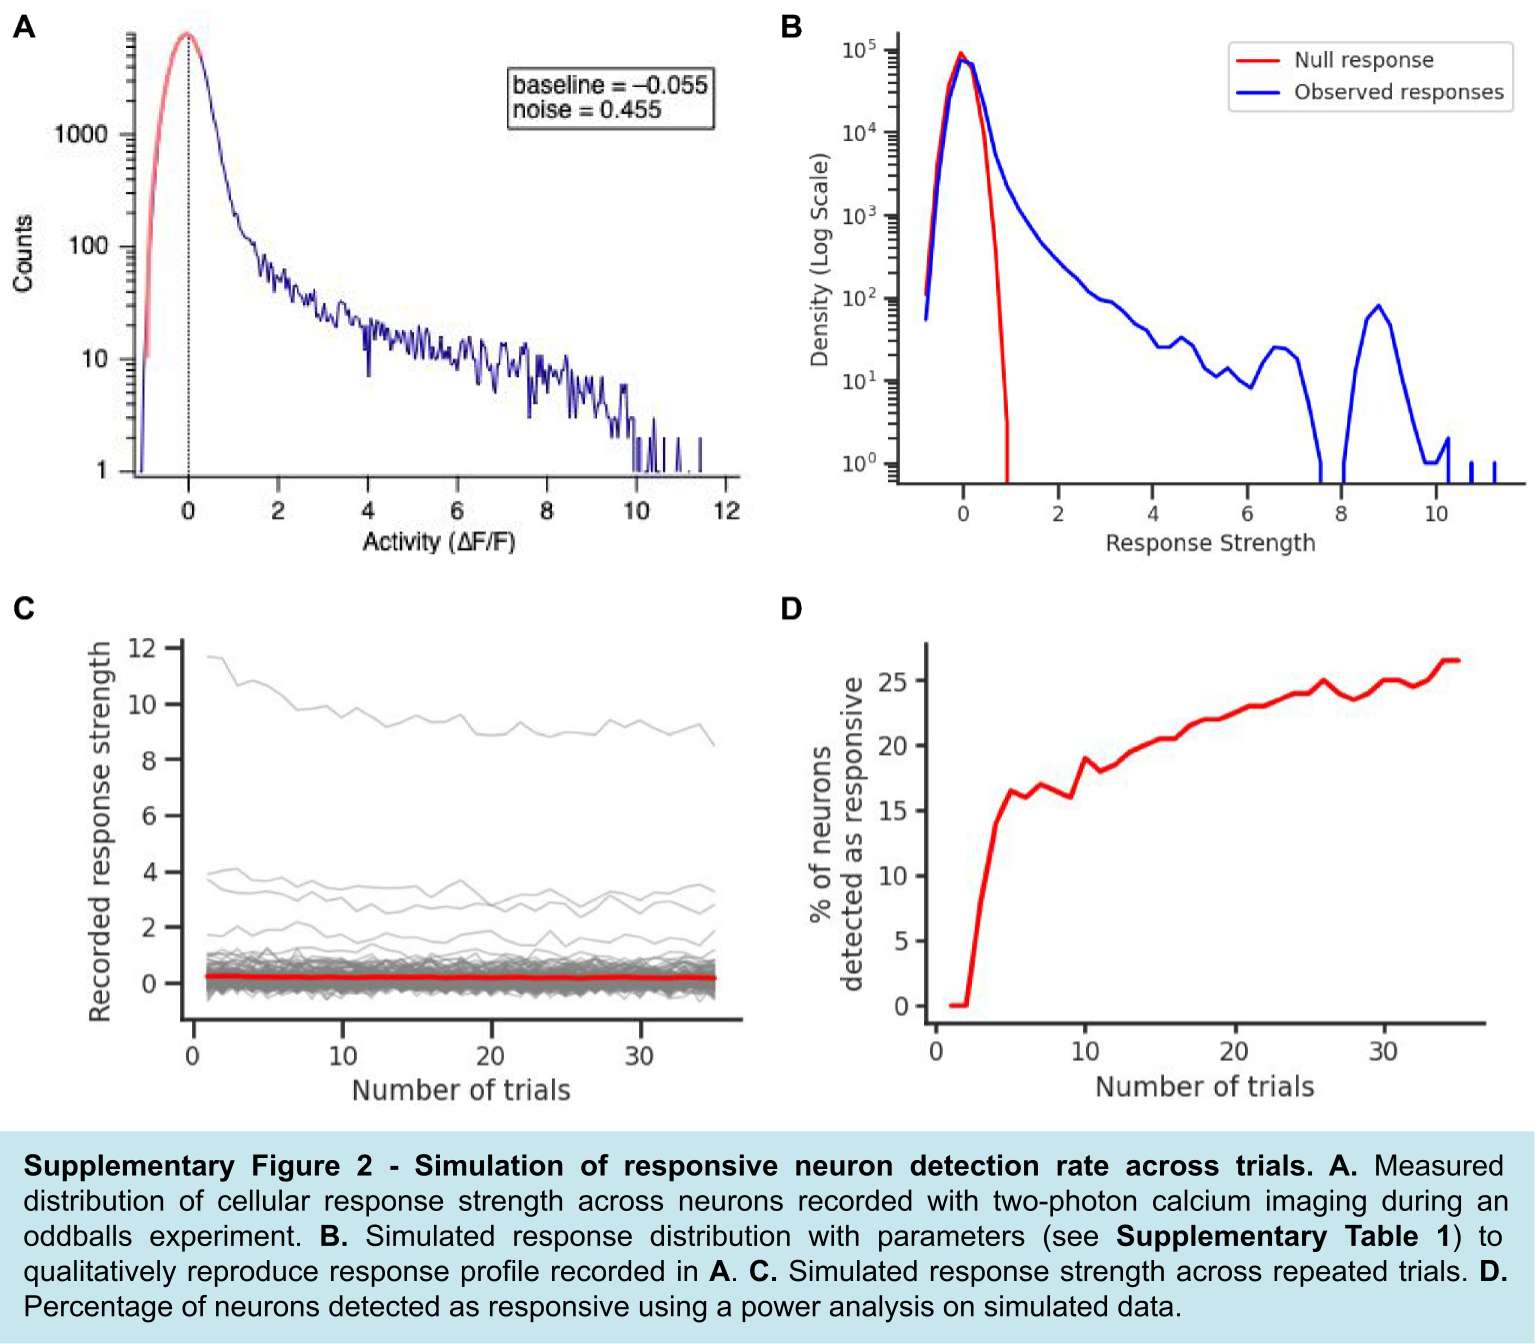 A
baseline = −0.055
noise = 0.455
1000
100
10
1
Counts
0 2 4 6 8 10 12
Activity (ΔF/F)
B
Null response
Observed responses
10⁵
10⁴
10³
10²
10¹
10⁰
Density (Log Scale)
0 2 4 6 8 10
Response Strength
C
12
10
8
6
4
2
0
Recorded response strength
0 10 20 30
Number of trials
D
25
20
15
10
5
0
% of neurons
detected as responsive
0 10 20 30
Number of trials
Supplementary Figure 2 - Simulation of responsive neuron detection rate across trials. A. Measured
distribution of cellular response strength across neurons recorded with two-photon calcium imaging during an
oddballs experiment. B. Simulated response distribution with parameters (see Supplementary Table 1) to
qualitatively reproduce response profile recorded in A. C. Simulated response strength across repeated trials. D.
Percentage of neurons detected as responsive using a power analysis on simulated data.